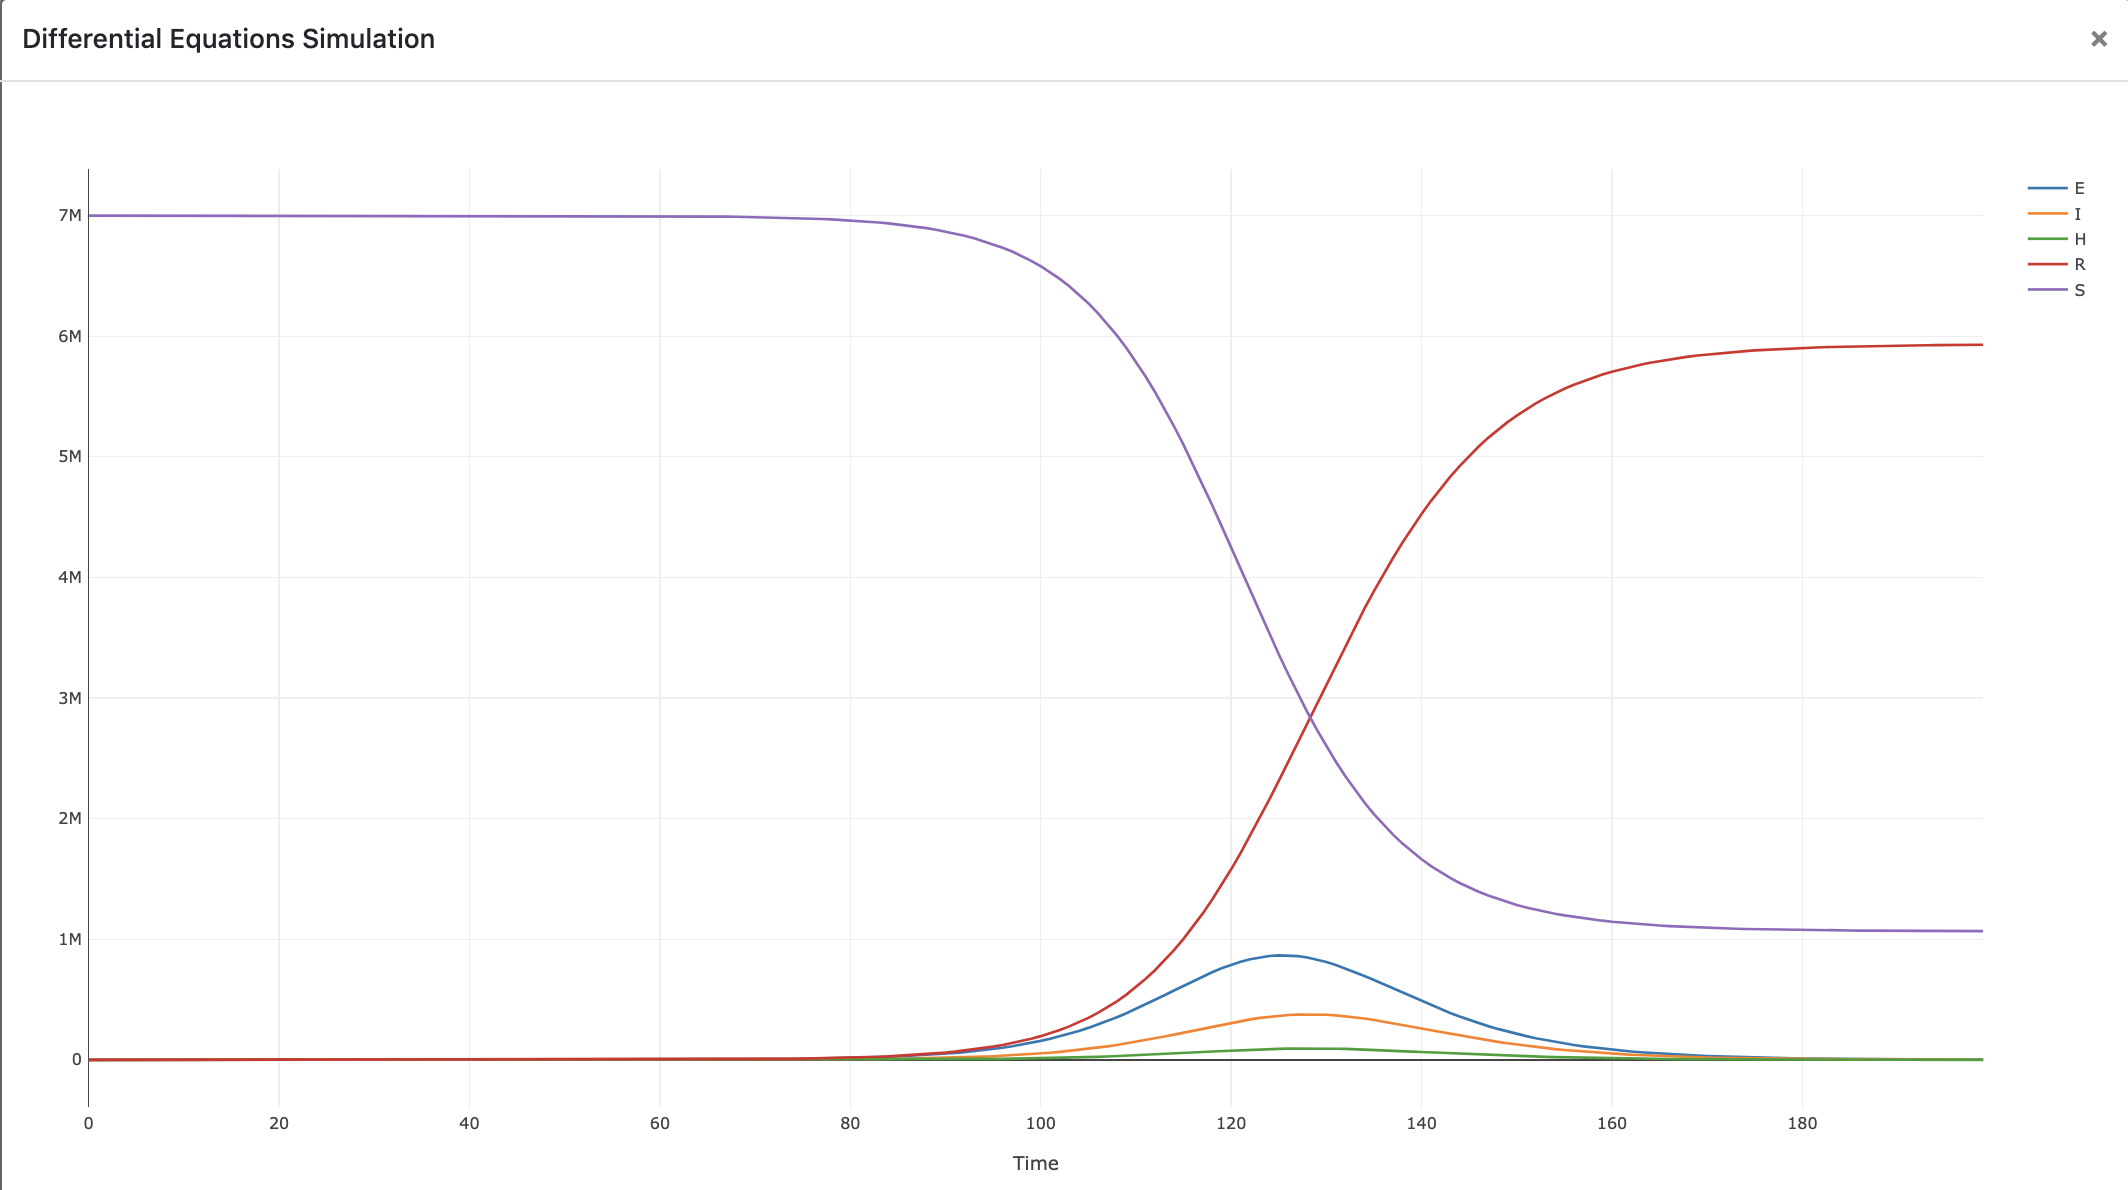 Differential Equations Simulation
×
7M
6M
5M
4M
3M
2M
1M
0
0 20 40 60 80 100 120 140 160 180
Time
E
I
H
R
S